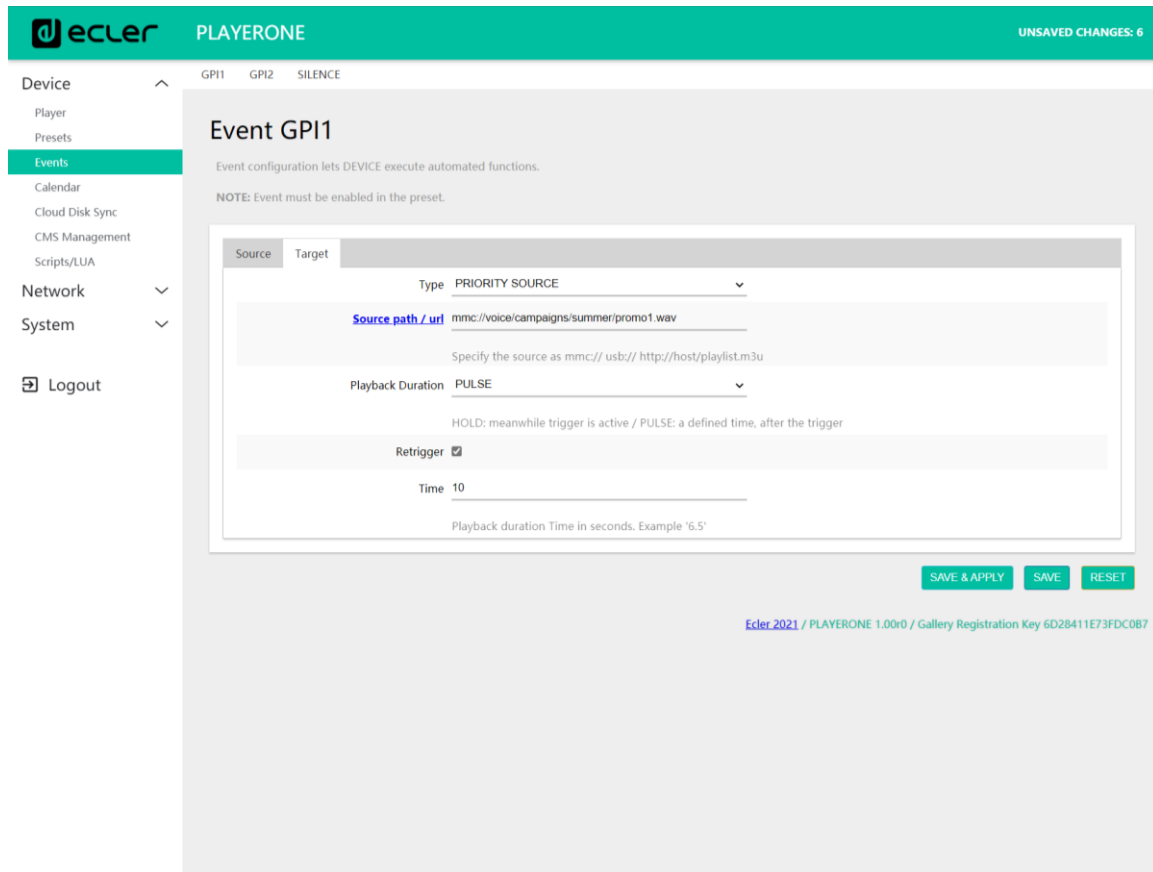 ecler
PLAYERONE
UNSAVED CHANGES: 6
Device
Player
Presets
Events
Calendar
Cloud Disk Sync
CMS Management
Scripts/LUA
Network
System
Logout
GPI1 GPI2 SILENCE
Event GPI1
Event configuration lets DEVICE execute automated functions.
NOTE: Event must be enabled in the preset.
Source Target
Type PRIORITY SOURCE
Source path / url mmc://voice/campaigns/summer/promo1.wav
Specify the source as mmc:// usb:// http://host/playlist.m3u
Playback Duration PULSE
HOLD: meanwhile trigger is active / PULSE: a defined time, after the trigger
Retrigger
Time 10
Playback duration Time in seconds. Example '6.5'
SAVE & APPLY SAVE RESET
Ecler 2021 / PLAYERONE 1.00r0 / Gallery Registration Key 6D28411E73FDC0B7